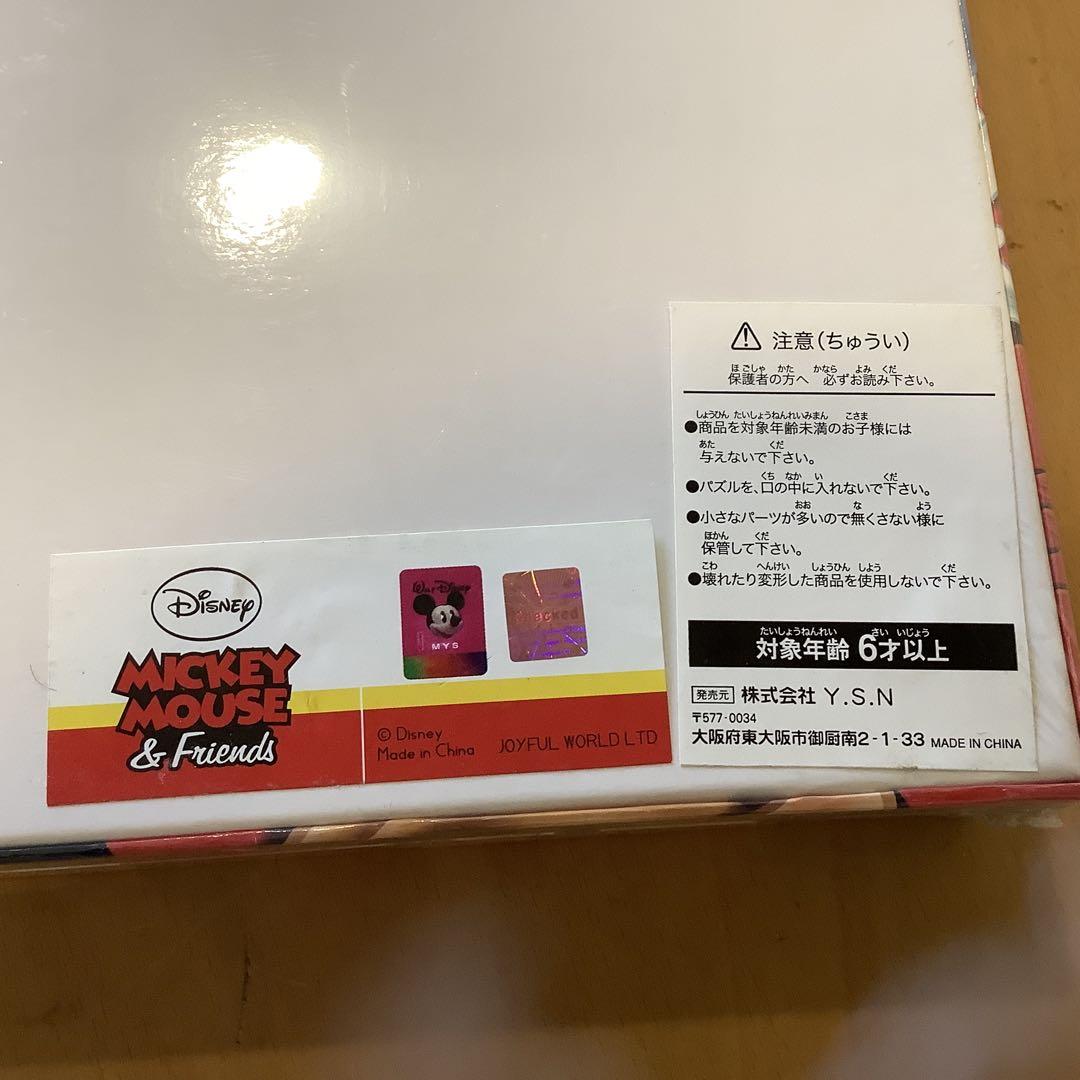 注意(ちゅうい)
ほごしゃ かた かなら よみ くだ
保護者の方へ 必ずお読み下さい。
しょうひん たいしょうねんれいみまん こさま
●商品を対象年齢未満のお子様には
あた くだ
与えないで下さい。
くち なか い くだ
●パズルを、口の中に入れないで下さい。
おお な よう
●小さなパーツが多いので無くさない様に
ほかん くだ
保管して下さい。
こわ へんけい しょうひん しよう くだ
●壊れたり変形した商品を使用しないで下さい。
たいしょうねんれい さい いじょう
対象年齢 6才以上
発売元 株式会社 Y.S.N
〒577-0034
大阪府東大阪市御厨南2-1-33 MADE IN CHINA
Disney
MICKEY
MOUSE
& Friends
Walt Disney
MYS
Checked
© Disney
Made in China
JOYFUL WORLD LTD